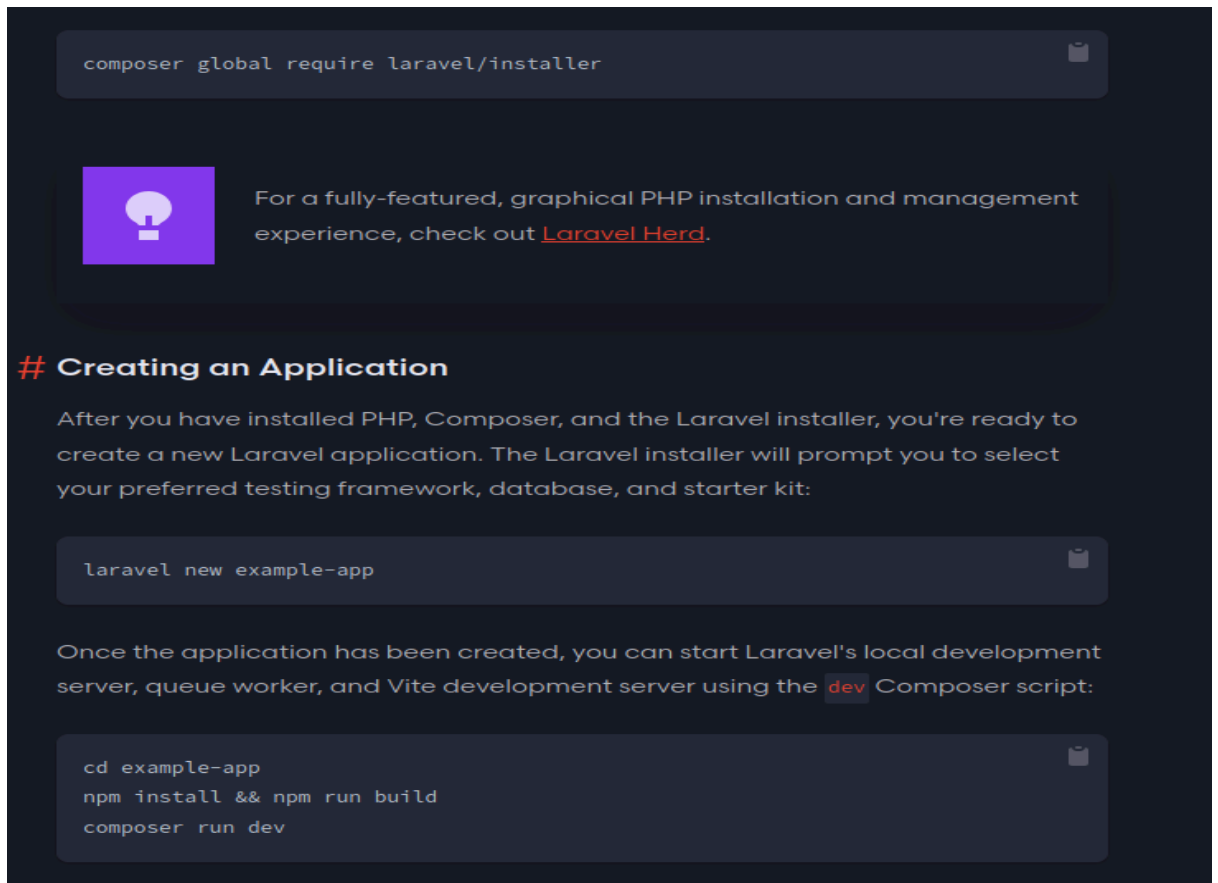 composer global require laravel/installer
For a fully-featured, graphical PHP installation and management
experience, check out Laravel Herd.
# Creating an Application
After you have installed PHP, Composer, and the Laravel installer, you're ready to
create a new Laravel application. The Laravel installer will prompt you to select
your preferred testing framework, database, and starter kit:
laravel new example-app
Once the application has been created, you can start Laravel's local development
server, queue worker, and Vite development server using the dev Composer script:
cd example-app
npm install && npm run build
composer run dev